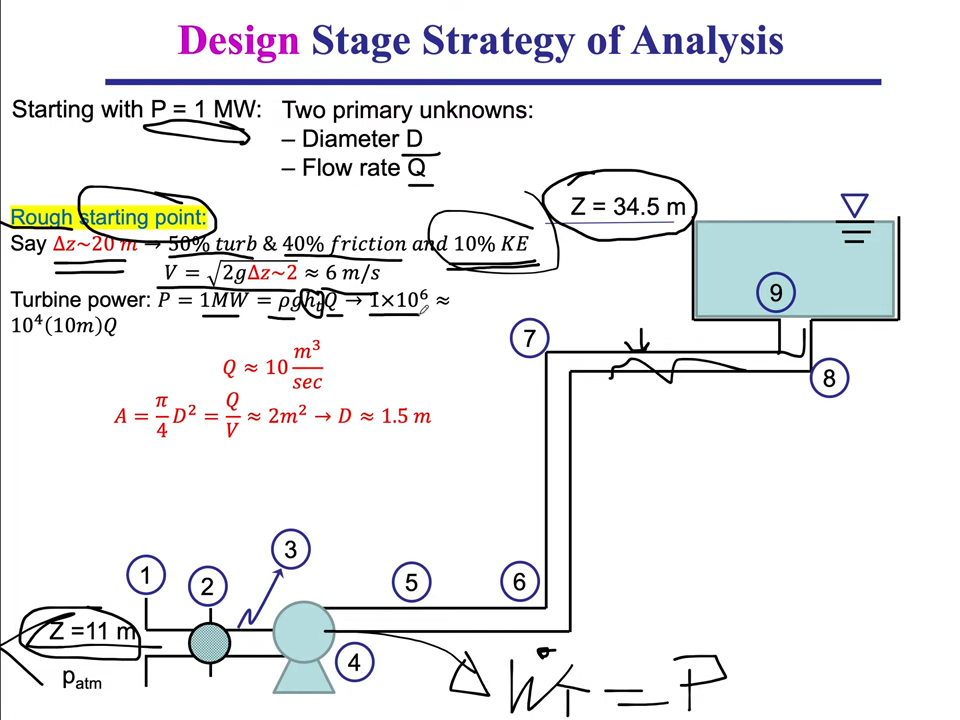 Design Stage Strategy of Analysis
Starting with P = 1 MW:
Two primary unknowns:
– Diameter D
– Flow rate Q
Rough starting point:
Say Δz~20 m → 50% turb & 40% friction and 10% KE
V = √2gΔz~2 ≈ 6 m/s
Turbine power: P = 1MW = ρghₜQ → 1×10⁶ ≈
10⁴(10m)Q
Q ≈ 10 m³/sec
A = π/4 D² = Q/V ≈ 2m² → D ≈ 1.5 m
Z = 34.5 m
9
7
8
3
1
2
5
6
Z =11 m
4
p_atm
Ẇ_T = P